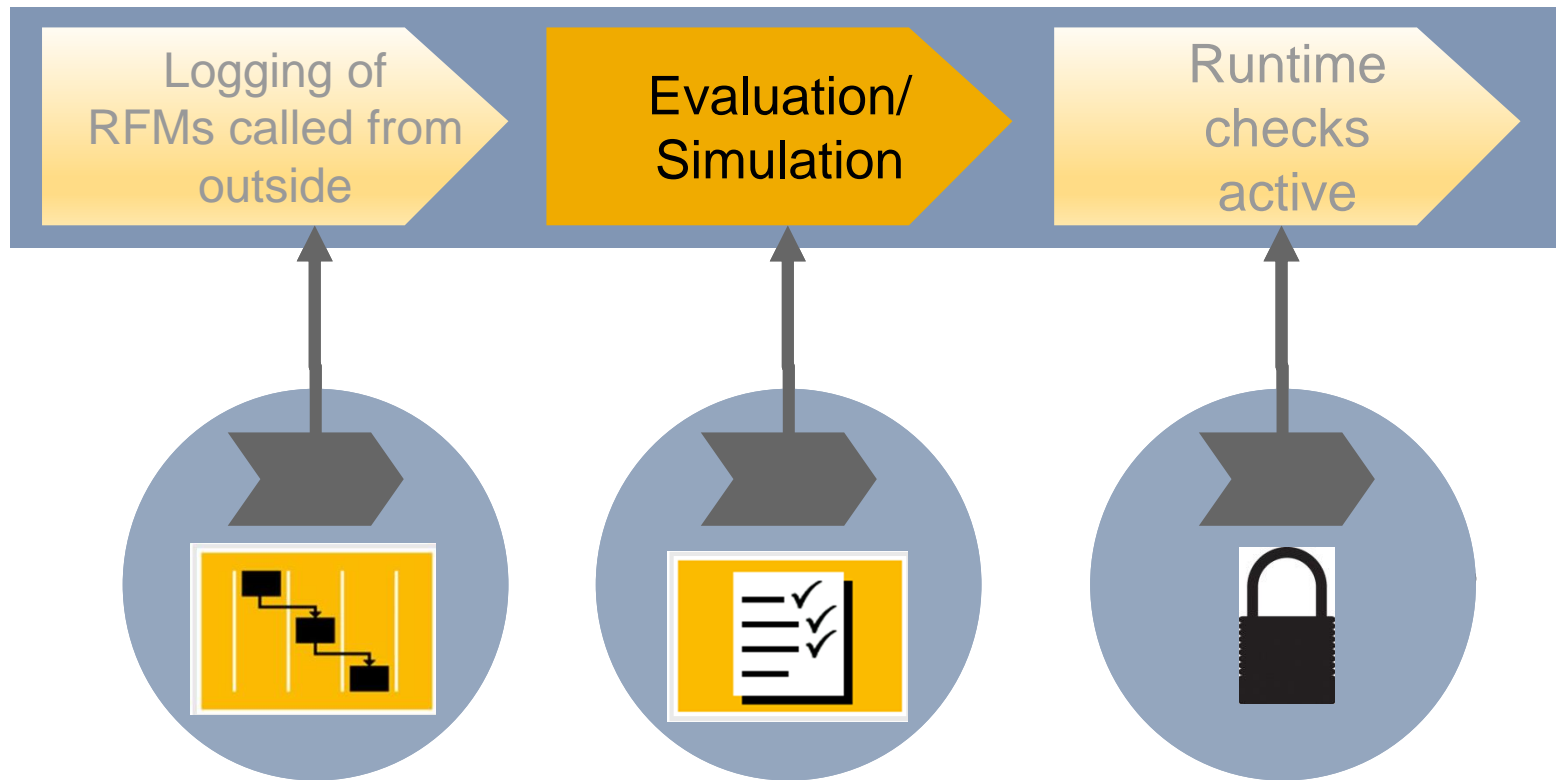 Logging of
RFMs called from
outside
Evaluation/
Simulation
Runtime
checks
active